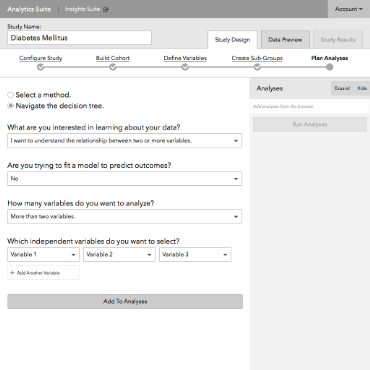 Analytics Suite | Insights Suite Account
Study Name:
Diabetes Mellitus
Study Design Data Preview Study Results
Configure Study Build Cohort Define Variables Create Sub-Groups Plan Analyses
Select a method.
Navigate the decision tree.
What are you interested in learning about your data?
I want to understand the relationship between two or more variables.
Are you trying to fit a model to predict outcomes?
No
How many variables do you want to analyze?
More than two variables.
Which independent variables do you want to select?
Variable 1 Variable 2 Variable 3
+ Add Another Variable
Add To Analyses
Analyses Expand Hide
Add analyses from the browser
Run Analyses